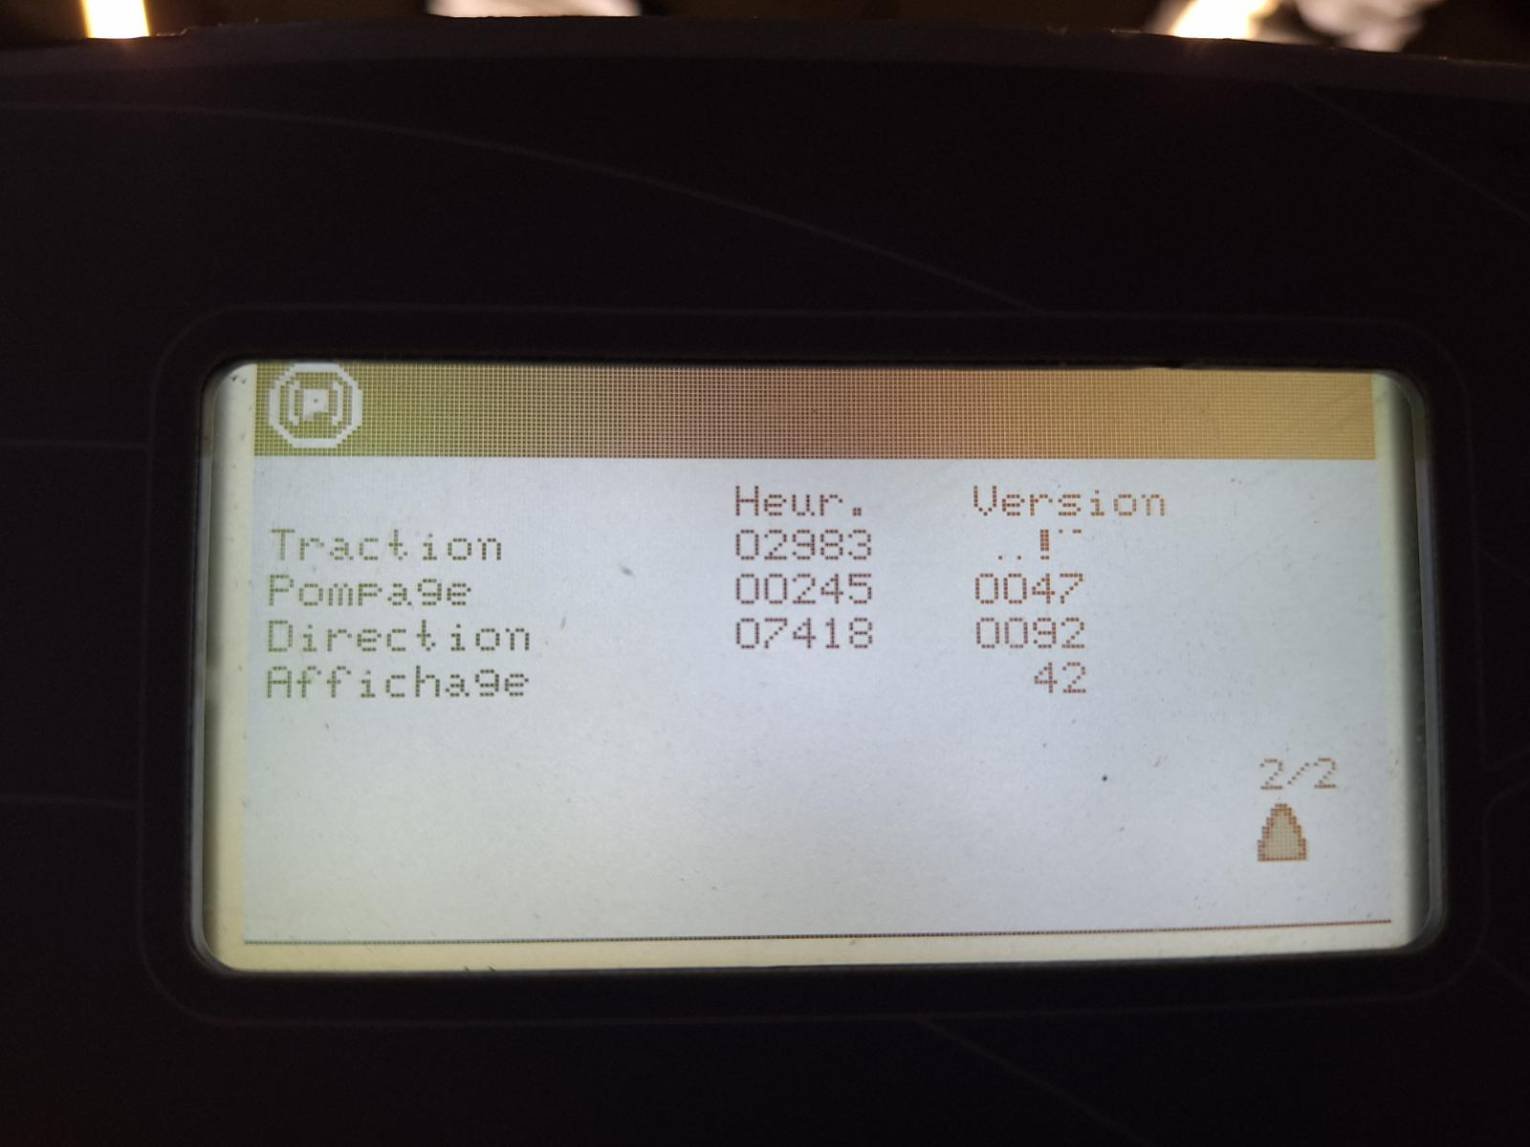 Heur. Version
Traction 02983 ..!¨
Pompage 00245 0047
Direction 07418 0092
Affichage 42
2/2